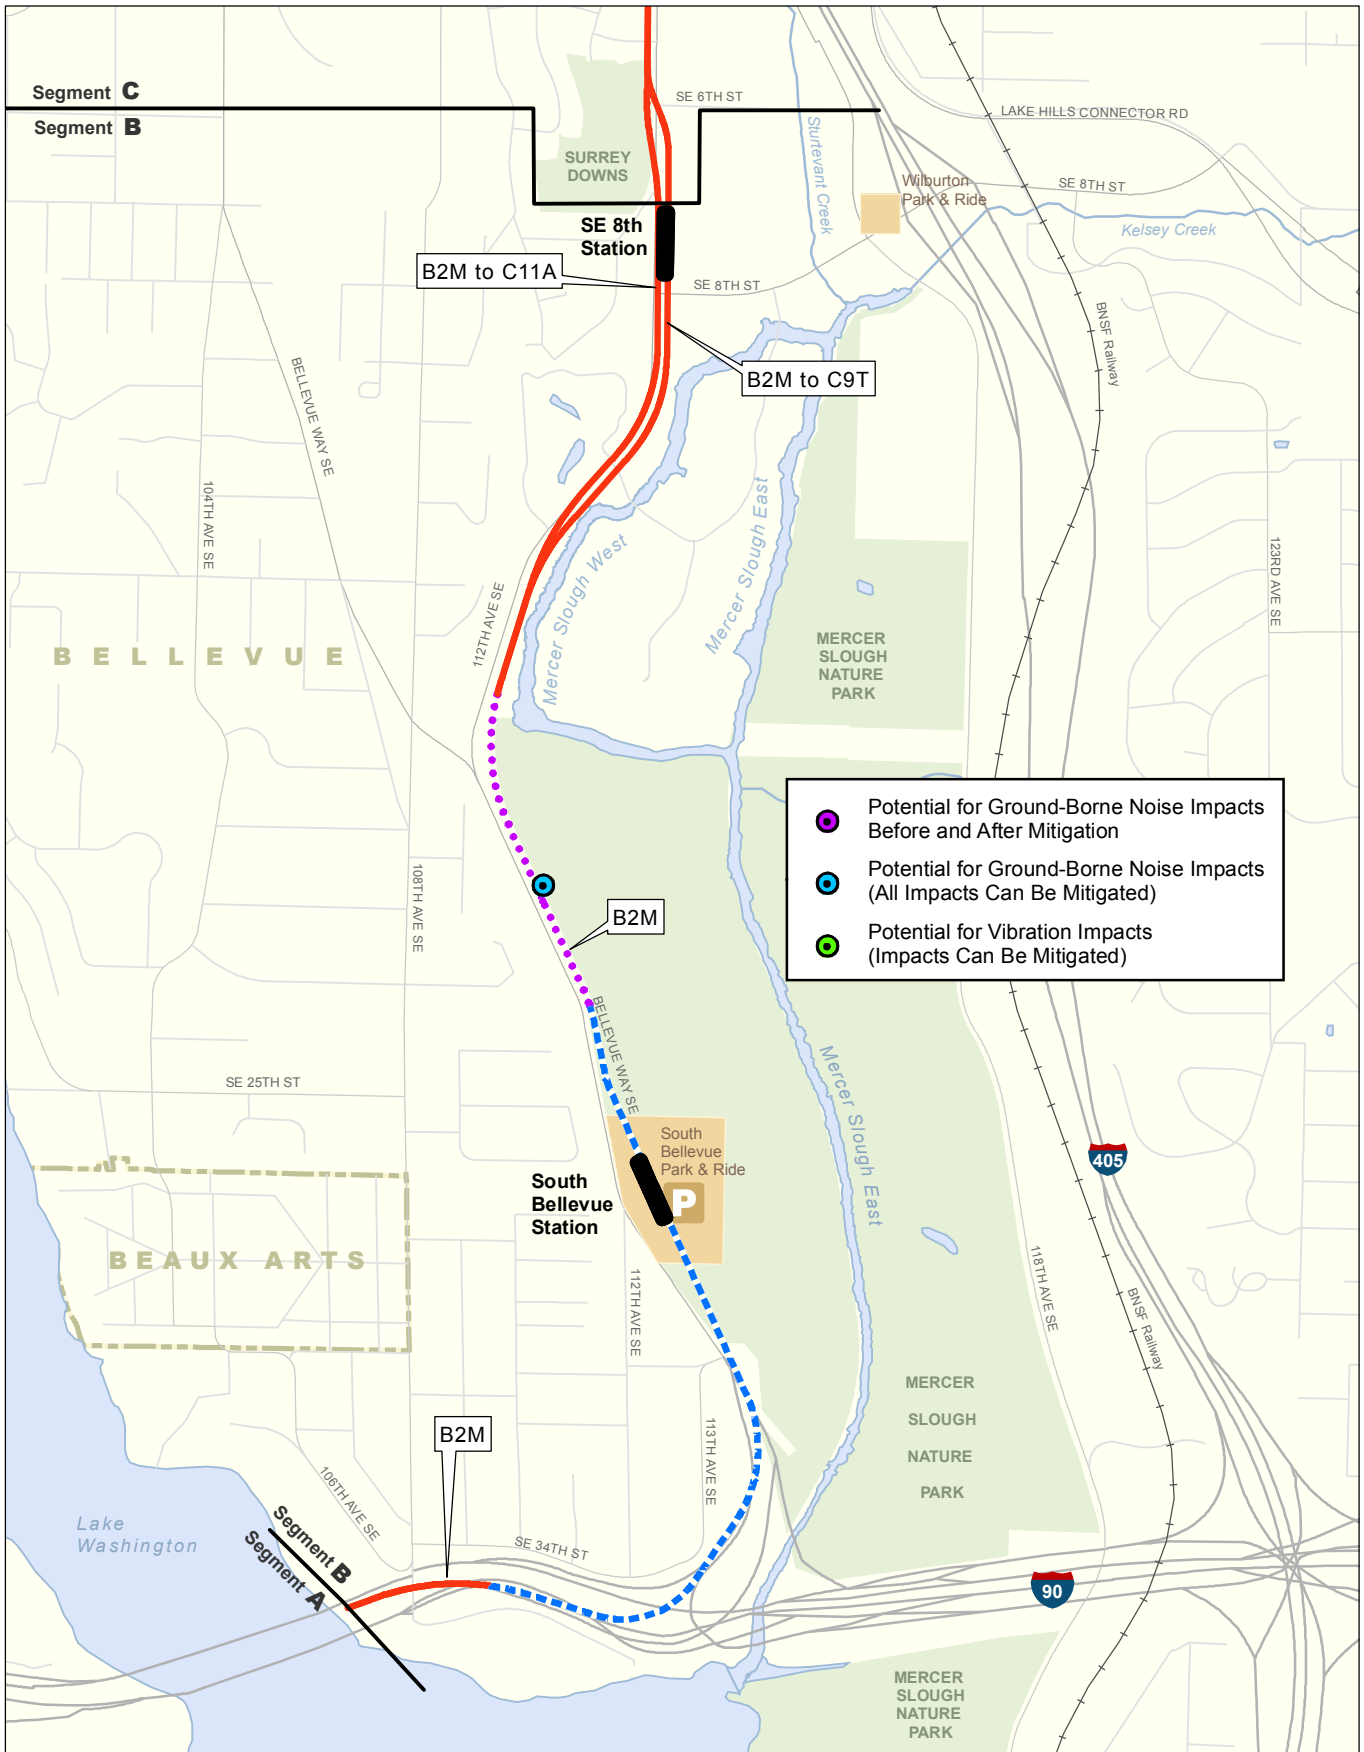 Segment C
Segment B
SE 6TH ST
LAKE HILLS CONNECTOR RD
SURREY
DOWNS
Sturtevant Creek
Wilburton
Park & Ride
SE 8TH ST
SE 8th
Station
Kelsey Creek
B2M to C11A
SE 8TH ST
BNSF Railway
BELLEVUE WAY SE
B2M to C9T
104TH AVE SE
Mercer Slough East
Mercer Slough West
123RD AVE SE
112TH AVE SE
BELLEVUE
MERCER
SLOUGH
NATURE
PARK
Potential for Ground-Borne Noise Impacts
Before and After Mitigation
Potential for Ground-Borne Noise Impacts
(All Impacts Can Be Mitigated)
Potential for Vibration Impacts
(Impacts Can Be Mitigated)
108TH AVE SE
B2M
BELLEVUE WAY SE
SE 25TH ST
Mercer Slough East
South
Bellevue
Park & Ride
P
405
South
Bellevue
Station
BEAUX ARTS
112TH AVE SE
118TH AVE SE
BNSF Railway
MERCER
SLOUGH
NATURE
PARK
B2M
113TH AVE SE
106TH AVE SE
Lake
Washington
Segment B
Segment A
SE 34TH ST
90
MERCER
SLOUGH
NATURE
PARK